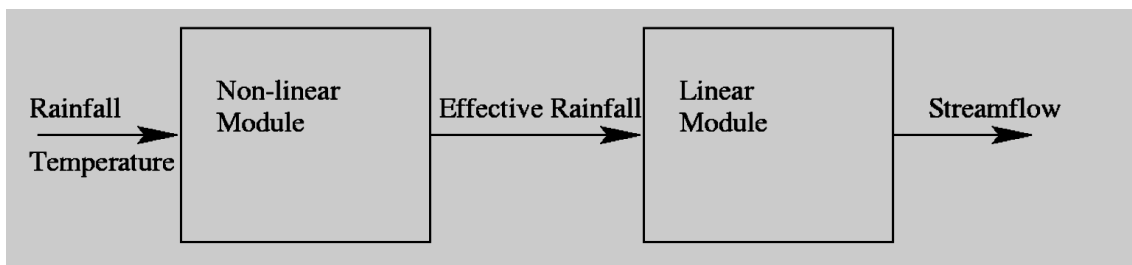 Rainfall
Temperature
Non-linear
Module
Effective Rainfall
Linear
Module
Streamflow